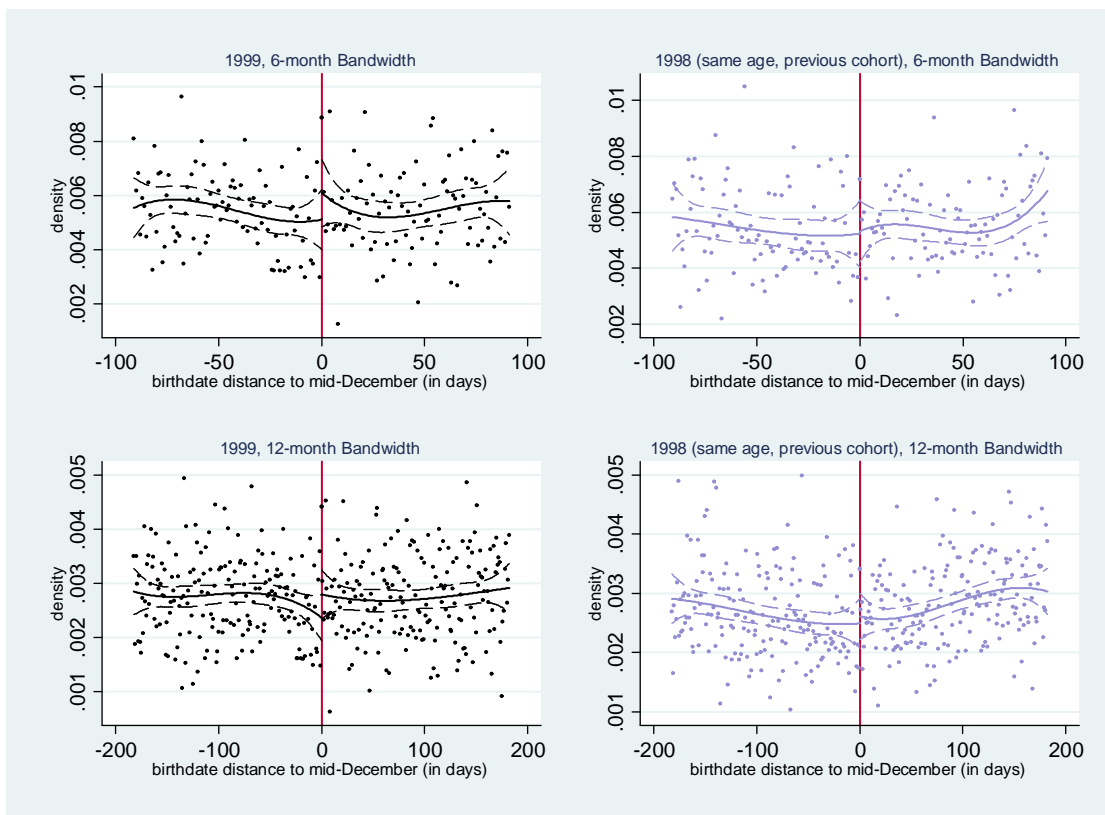 1999, 6-month Bandwidth
.01
.008
.006
.004
.002
density
-100 -50 0 50 100
birthdate distance to mid-December (in days)
1998 (same age, previous cohort), 6-month Bandwidth
.01
.008
.006
.004
.002
density
-100 -50 0 50 100
birthdate distance to mid-December (in days)
1999, 12-month Bandwidth
.005
.004
.003
.002
.001
density
-200 -100 0 100 200
birthdate distance to mid-December (in days)
1998 (same age, previous cohort), 12-month Bandwidth
.005
.004
.003
.002
.001
density
-200 -100 0 100 200
birthdate distance to mid-December (in days)